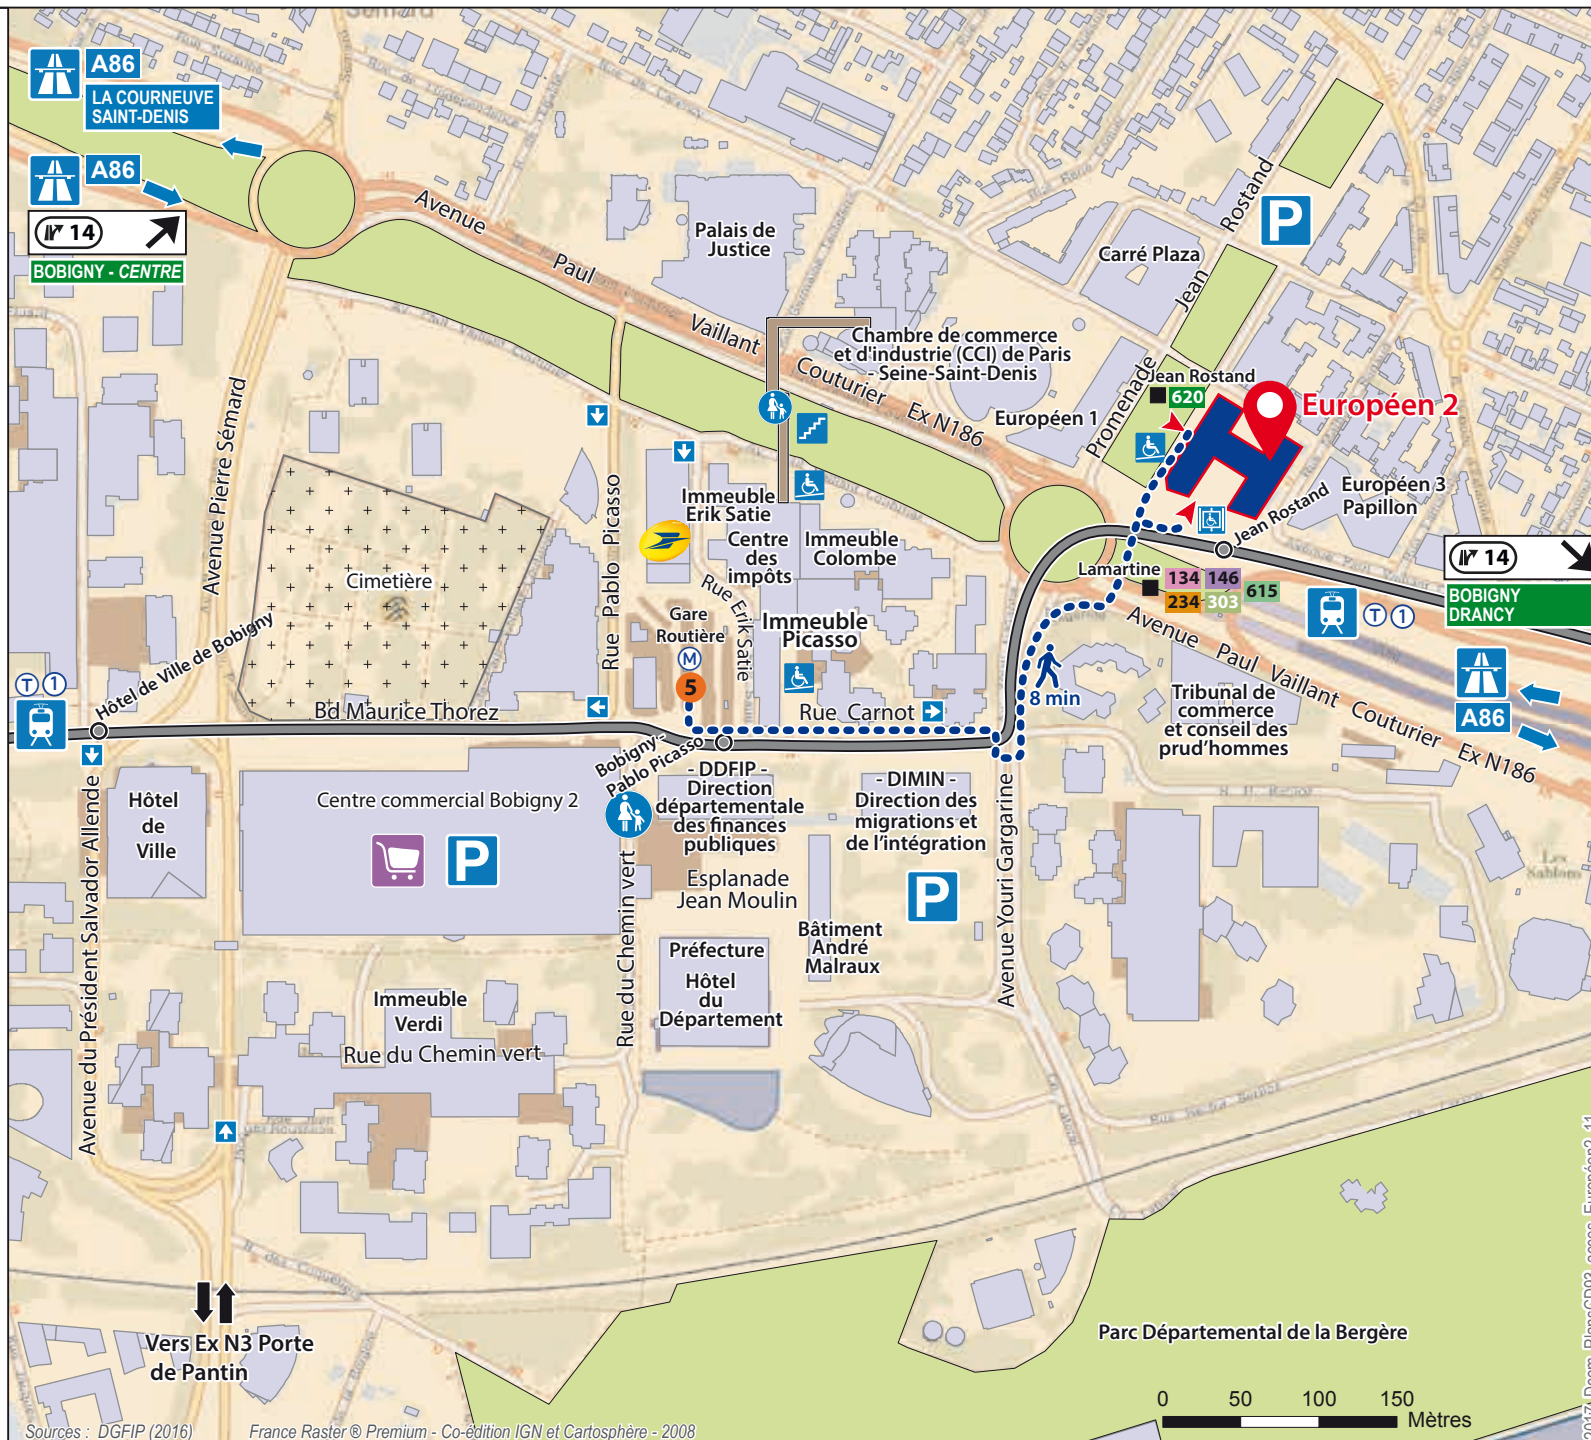 A86
LA COURNEUVE
SAINT-DENIS
A86
14
BOBIGNY - CENTRE
Avenue
Paul
Vaillant
Couturier
Ex N186
Palais de
Justice
Carré Plaza
Promenade
Jean
Rostand
P
Chambre de commerce
et d'industrie (CCI) de Paris
- Seine-Saint-Denis
Jean Rostand
620
Européen 1
Européen 2
Européen 3
Papillon
Jean Rostand
14
BOBIGNY
DRANCY
Avenue Pierre Sémard
Cimetière
Rue Pablo Picasso
Immeuble
Erik Satie
Centre
des
impôts
Immeuble
Colombe
Rue Erik Satie
Gare
Routière
M
5
Immeuble
Picasso
Lamartine
134 146
615
234 303
T 1
Avenue Paul Vaillant Couturier Ex N186
A86
8 min
Tribunal de
commerce
et conseil des
prud'hommes
T 1
Hôtel de Ville de Bobigny
Bd Maurice Thorez
Rue Carnot
Bobigny -
Pablo Picasso
Hôtel
de
Ville
Centre commercial Bobigny 2
P
- DDFIP -
Direction
départementale
des finances
publiques
- DIMIN -
Direction des
migrations et
de l'intégration
P
Esplanade
Jean Moulin
Bâtiment
André
Malraux
Préfecture
Hôtel
du
Département
Avenue Youri Gargarine
Rue du Chemin vert
Avenue du Président Salvador Allende
Immeuble
Verdi
Rue du Chemin vert
Les
Sablons
Vers Ex N3 Porte
de Pantin
Parc Départemental de la Bergère
0 50 100 150
Mètres
Sources : DGFIP (2016) France Raster ® Premium - Co-édition IGN et Cartosphère - 2008